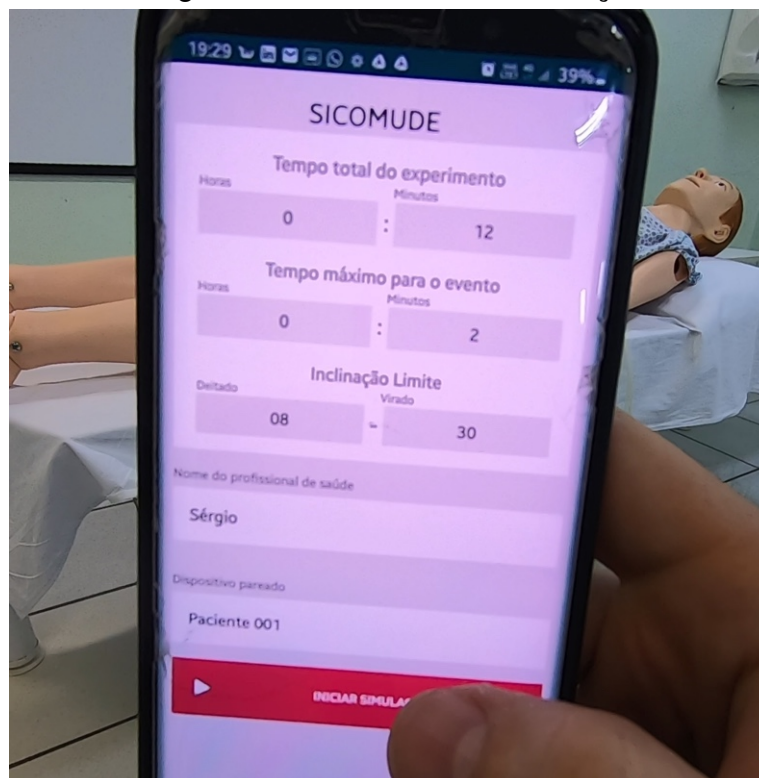 19:29
39%
SICOMUDE
Tempo total do experimento
Horas Minutos
0 : 12
Tempo máximo para o evento
Horas Minutos
0 : 2
Inclinação Limite
Deitado Virado
08 - 30
Nome do profissional de saúde
Sérgio
Dispositivo pareado
Paciente 001
INICIAR